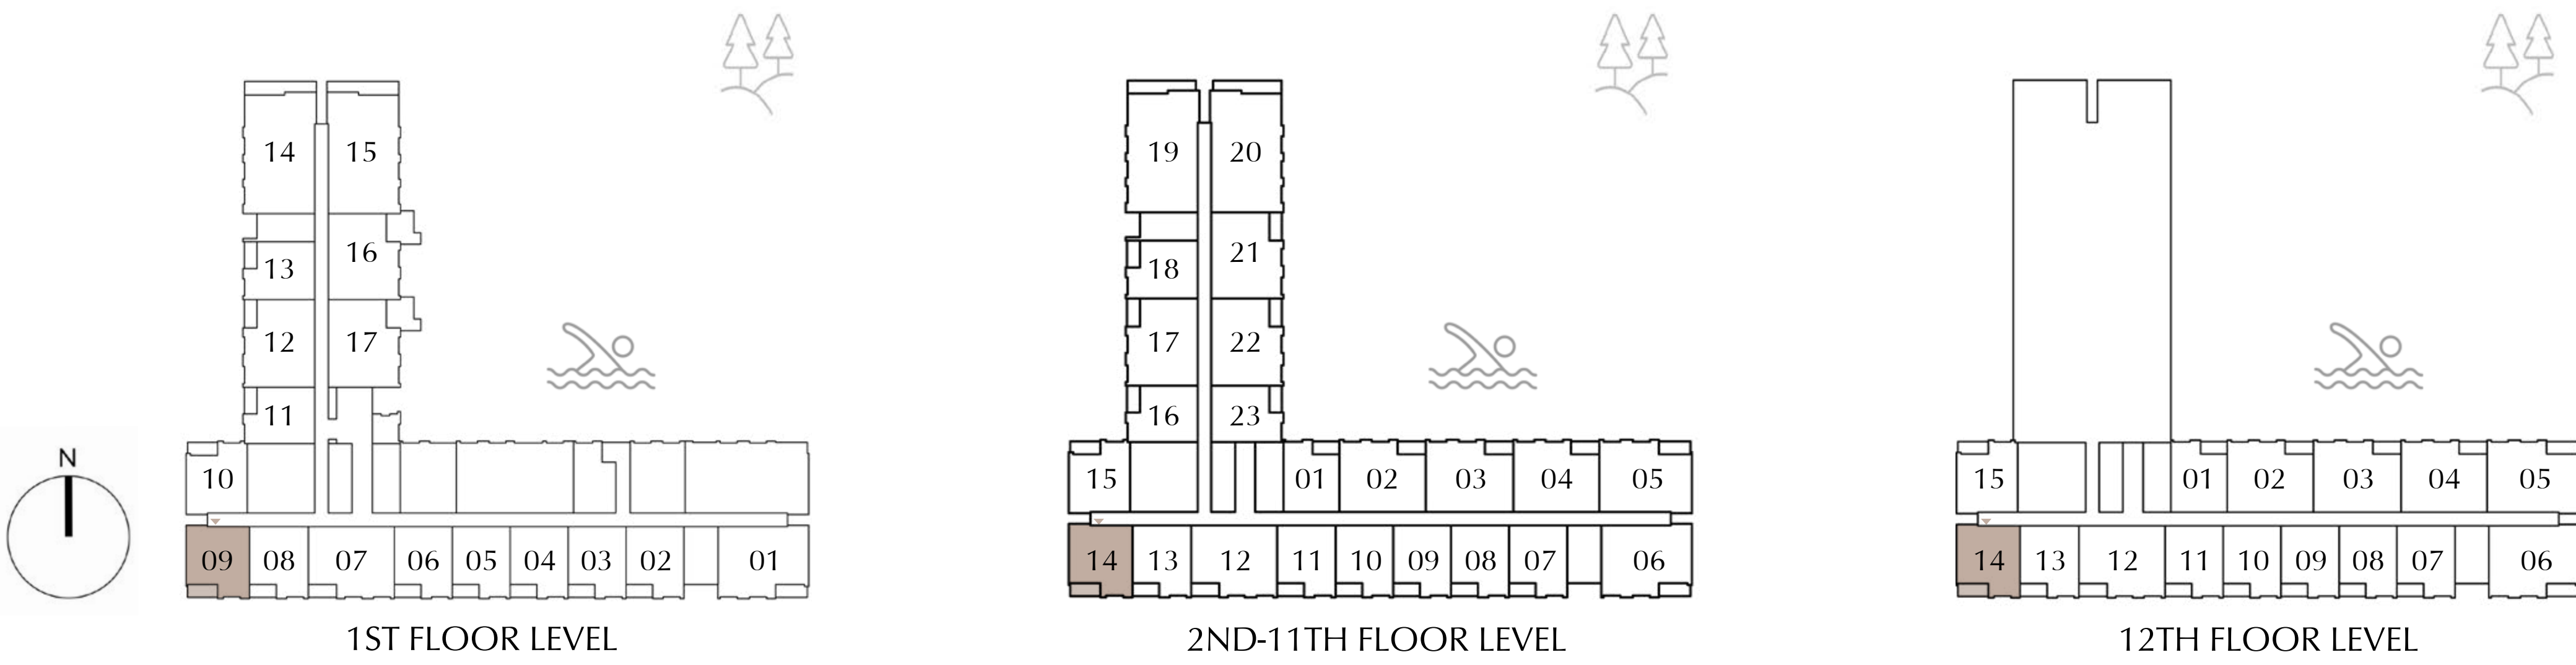 14 15
16
13
12 17
11
10
09 08 07 06 05 04 03 02 01
1ST FLOOR LEVEL
N
19 20
21
18
17 22
16 23
15 01 02 03 04 05
14 13 12 11 10 09 08 07 06
2ND-11TH FLOOR LEVEL
15 01 02 03 04 05
14 13 12 11 10 09 08 07 06
12TH FLOOR LEVEL